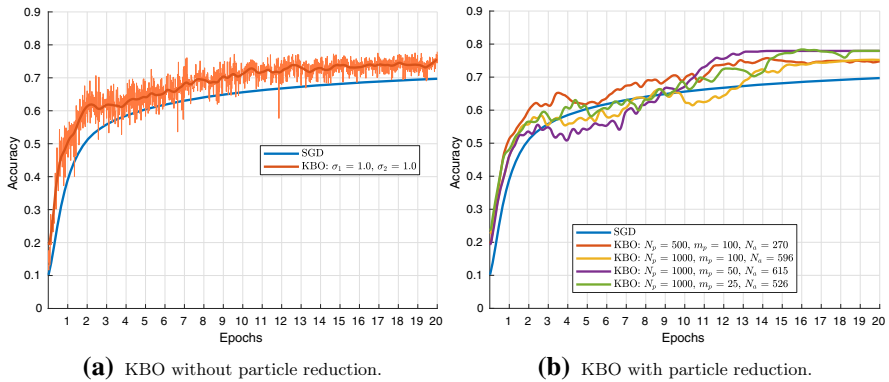 0.9
0.8
0.7
0.6
0.5
0.4
0.3
0.2
0.1
0
Accuracy
SGD
KBO: σ₁ = 1.0, σ₂ = 1.0
1 2 3 4 5 6 7 8 9 10 11 12 13 14 15 16 17 18 19 20
Epochs
(a) KBO without particle reduction.
0.9
0.8
0.7
0.6
0.5
0.4
0.3
0.2
0.1
0
Accuracy
SGD
KBO: Nₚ = 500, mₚ = 100, Nₐ = 270
KBO: Nₚ = 1000, mₚ = 100, Nₐ = 596
KBO: Nₚ = 1000, mₚ = 50, Nₐ = 615
KBO: Nₚ = 1000, mₚ = 25, Nₐ = 526
1 2 3 4 5 6 7 8 9 10 11 12 13 14 15 16 17 18 19 20
Epochs
(b) KBO with particle reduction.